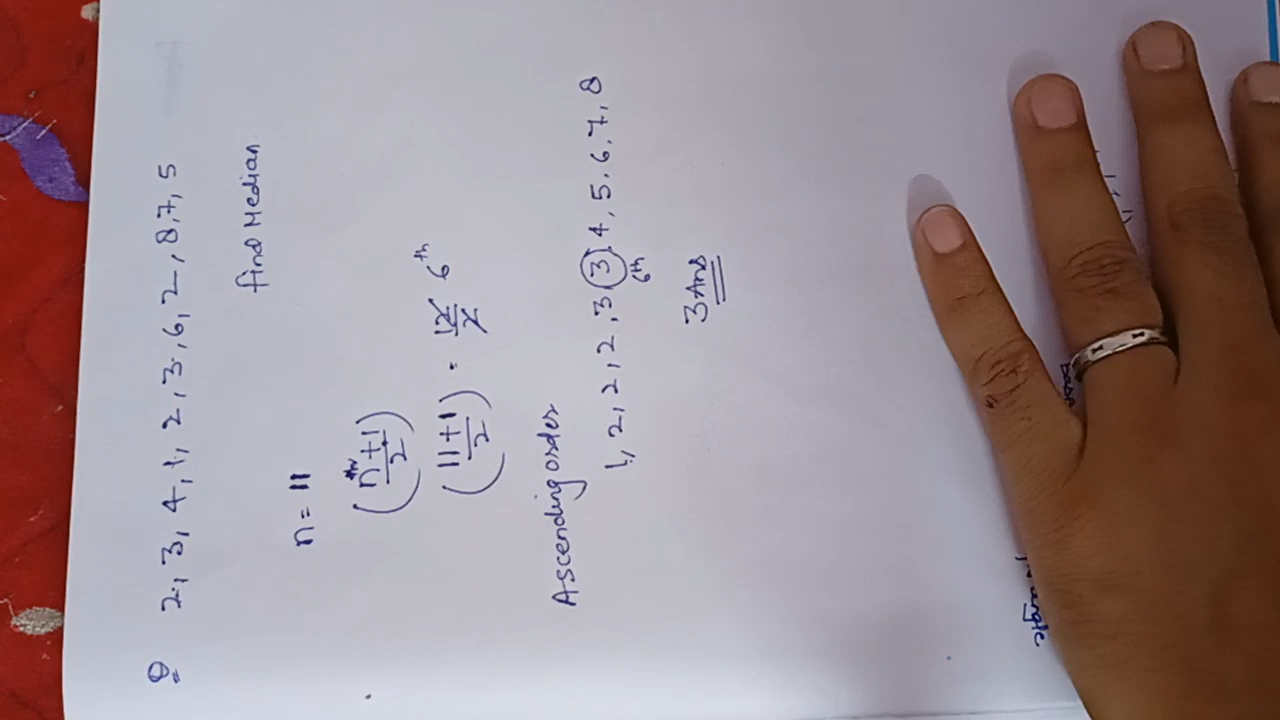 Q 2, 3, 4, 1, 2, 3, 6, 2, 8, 7, 5
find Median.
n = 11
(n+1/2)th
(11+1/2) = 12/2 6th
Ascending order
1, 2, 2, 2, 3 3, 4, 5, 6, 7, 8
6th
3 Ans
angle